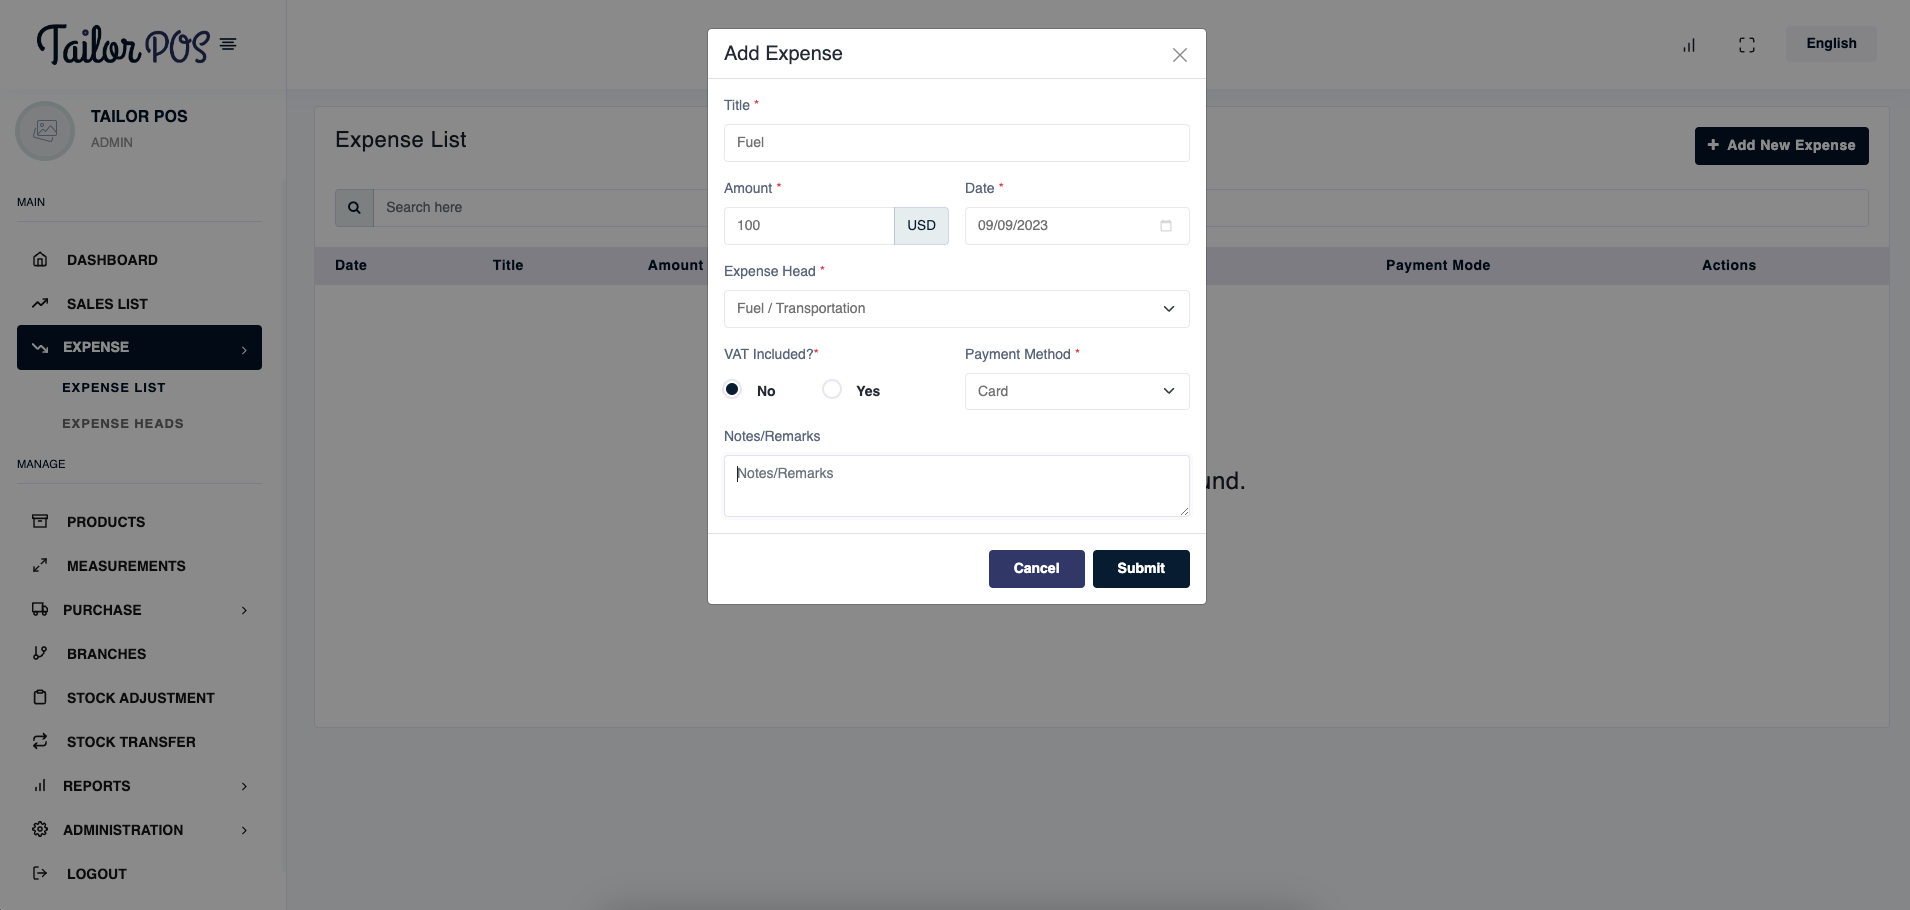 Tailor POS
TAILOR POS
ADMIN
MAIN
DASHBOARD
SALES LIST
EXPENSE
EXPENSE LIST
EXPENSE HEADS
MANAGE
PRODUCTS
MEASUREMENTS
PURCHASE
BRANCHES
STOCK ADJUSTMENT
STOCK TRANSFER
REPORTS
ADMINISTRATION
LOGOUT
English
Expense List
+ Add New Expense
Search here
Date Title Amount Payment Mode Actions
Add Expense
Title *
Fuel
Amount * Date *
100 USD 09/09/2023
Expense Head *
Fuel / Transportation
VAT Included?* Payment Method *
No Yes Card
Notes/Remarks
Notes/Remarks
Cancel Submit